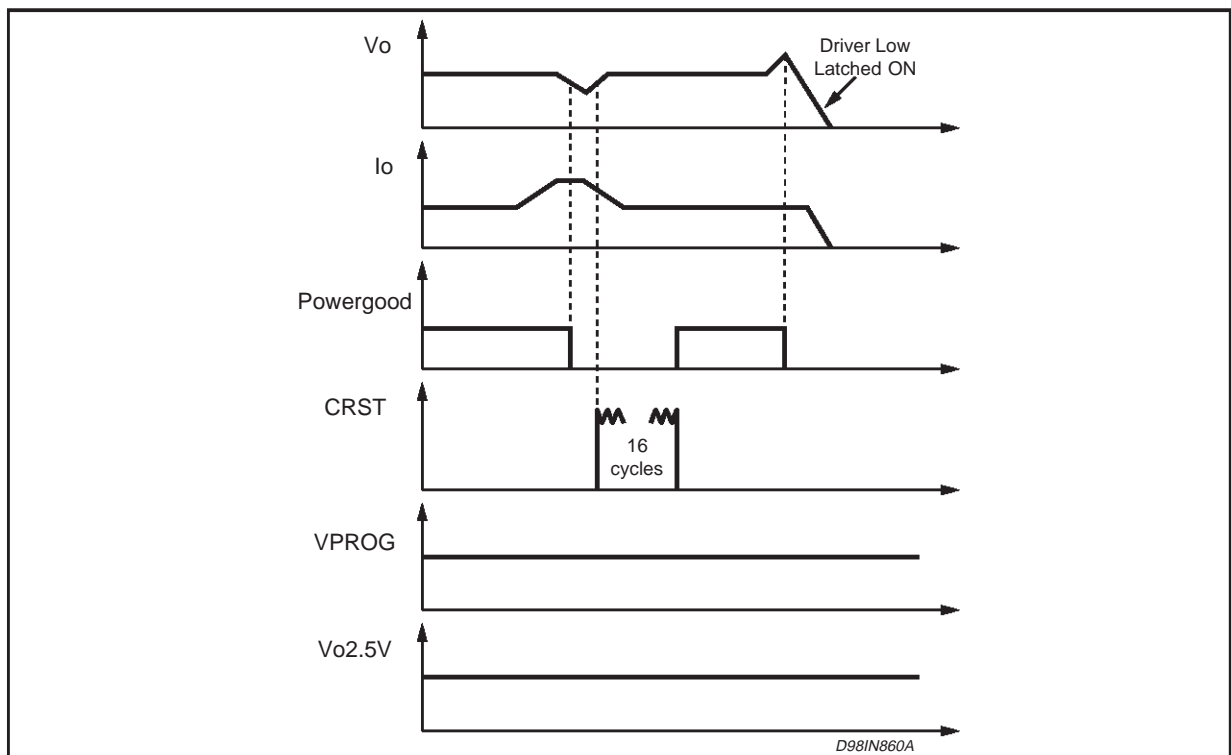 Vo
Driver Low
Latched ON
Io
Powergood
CRST
16
cycles
VPROG
Vo2.5V
D98IN860A